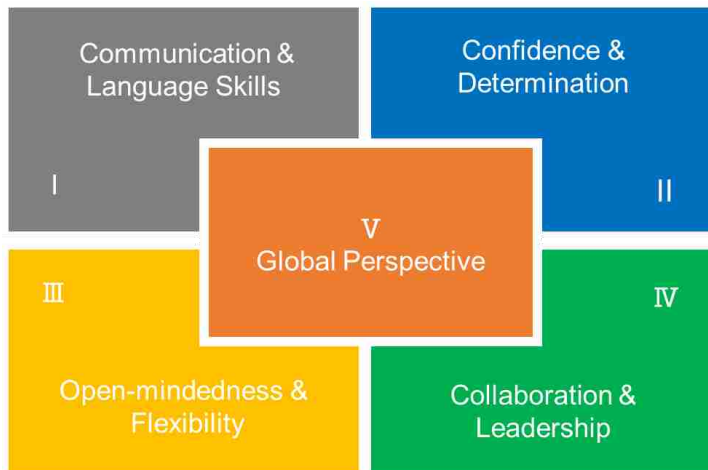 Communication &
Language Skills
I
Confidence &
Determination
II
V
Global Perspective
III
Open-mindedness &
Flexibility
IV
Collaboration &
Leadership